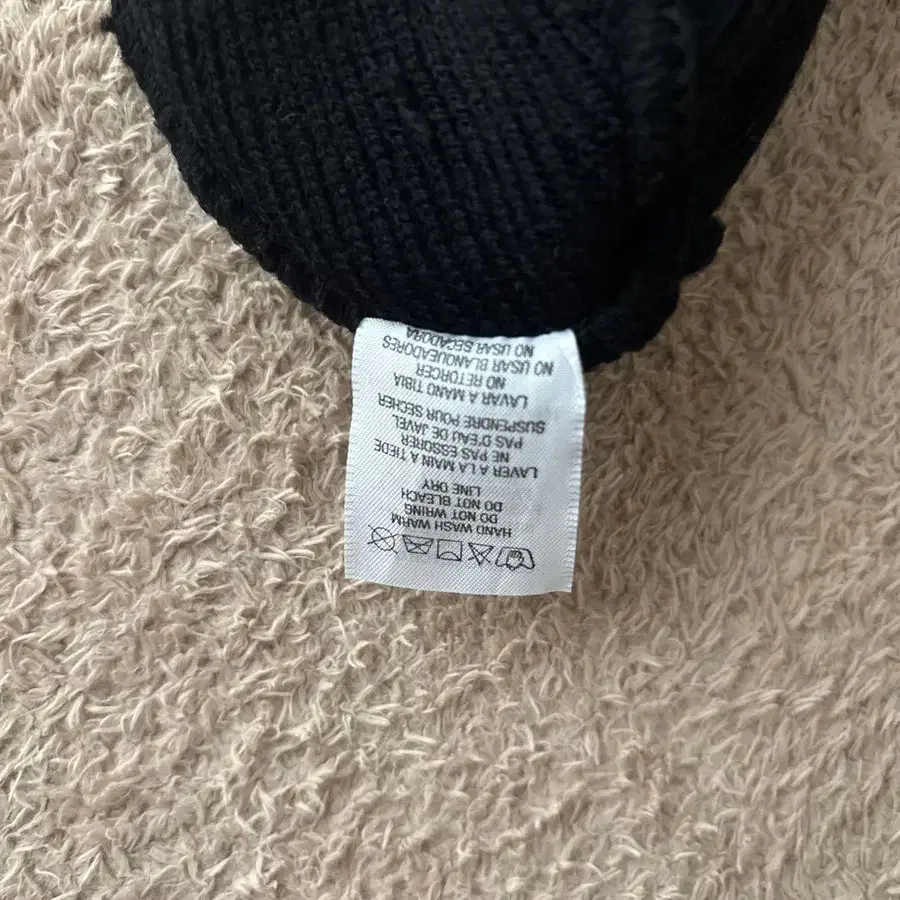 HAND WASH WARM
DO NOT WRING
DO NOT BLEACH
LINE DRY
LAVER A LA MAIN A TIEDE
NE PAS ESSORER
PAS D'EAU DE JAVEL
SUSPENDRE POUR SECHER
LAVAR A MANO TIBIA
NO RETORCER
NO USAR BLANQUEADORES
NO USAR SECADORA